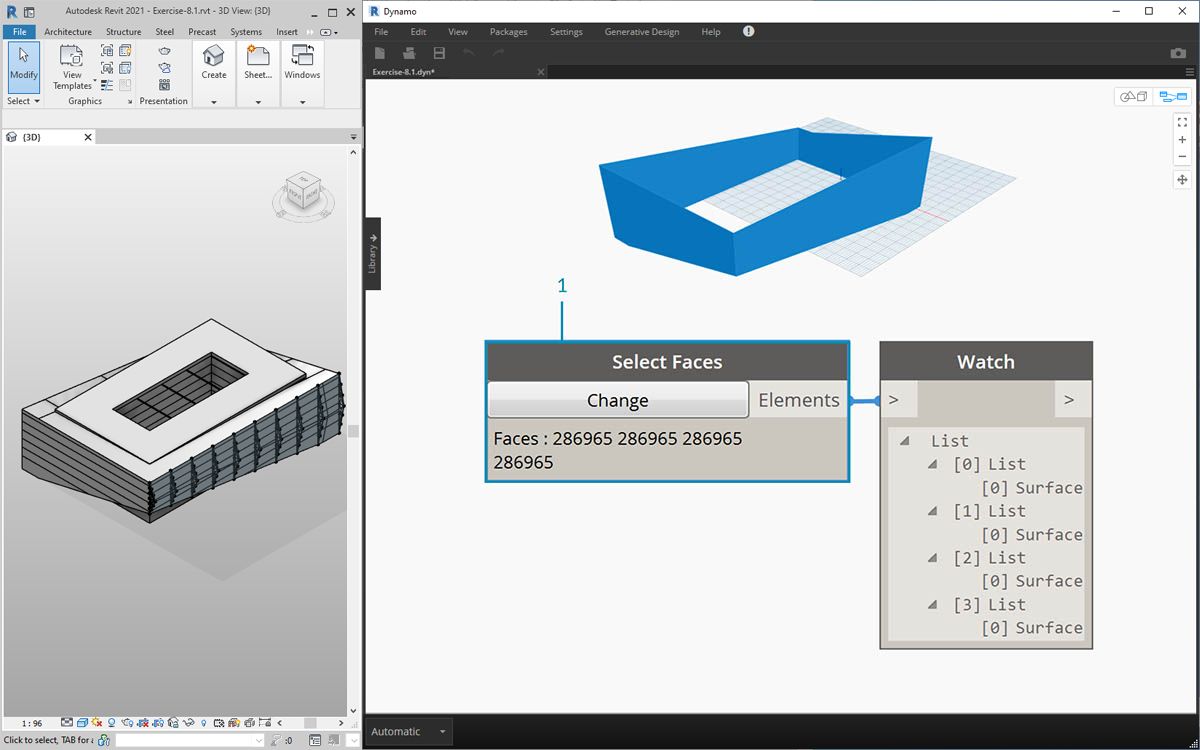 Autodesk Revit 2021 - Exercise-8.1.rvt - 3D View: {3D}
File Architecture Structure Steel Precast Systems Insert
Modify
View
Templates
Create
Sheet...
Windows
Select
Graphics
Presentation
{3D}
TOP
1 : 96
Click to select, TAB for a
:0
Dynamo
File Edit View Packages Settings Generative Design Help
Exercise-8.1.dyn*
Library
1
Select Faces
Change
Elements
Faces : 286965 286965 286965
286965
Watch
> >
List
[0] List
[0] Surface
[1] List
[0] Surface
[2] List
[0] Surface
[3] List
[0] Surface
Automatic